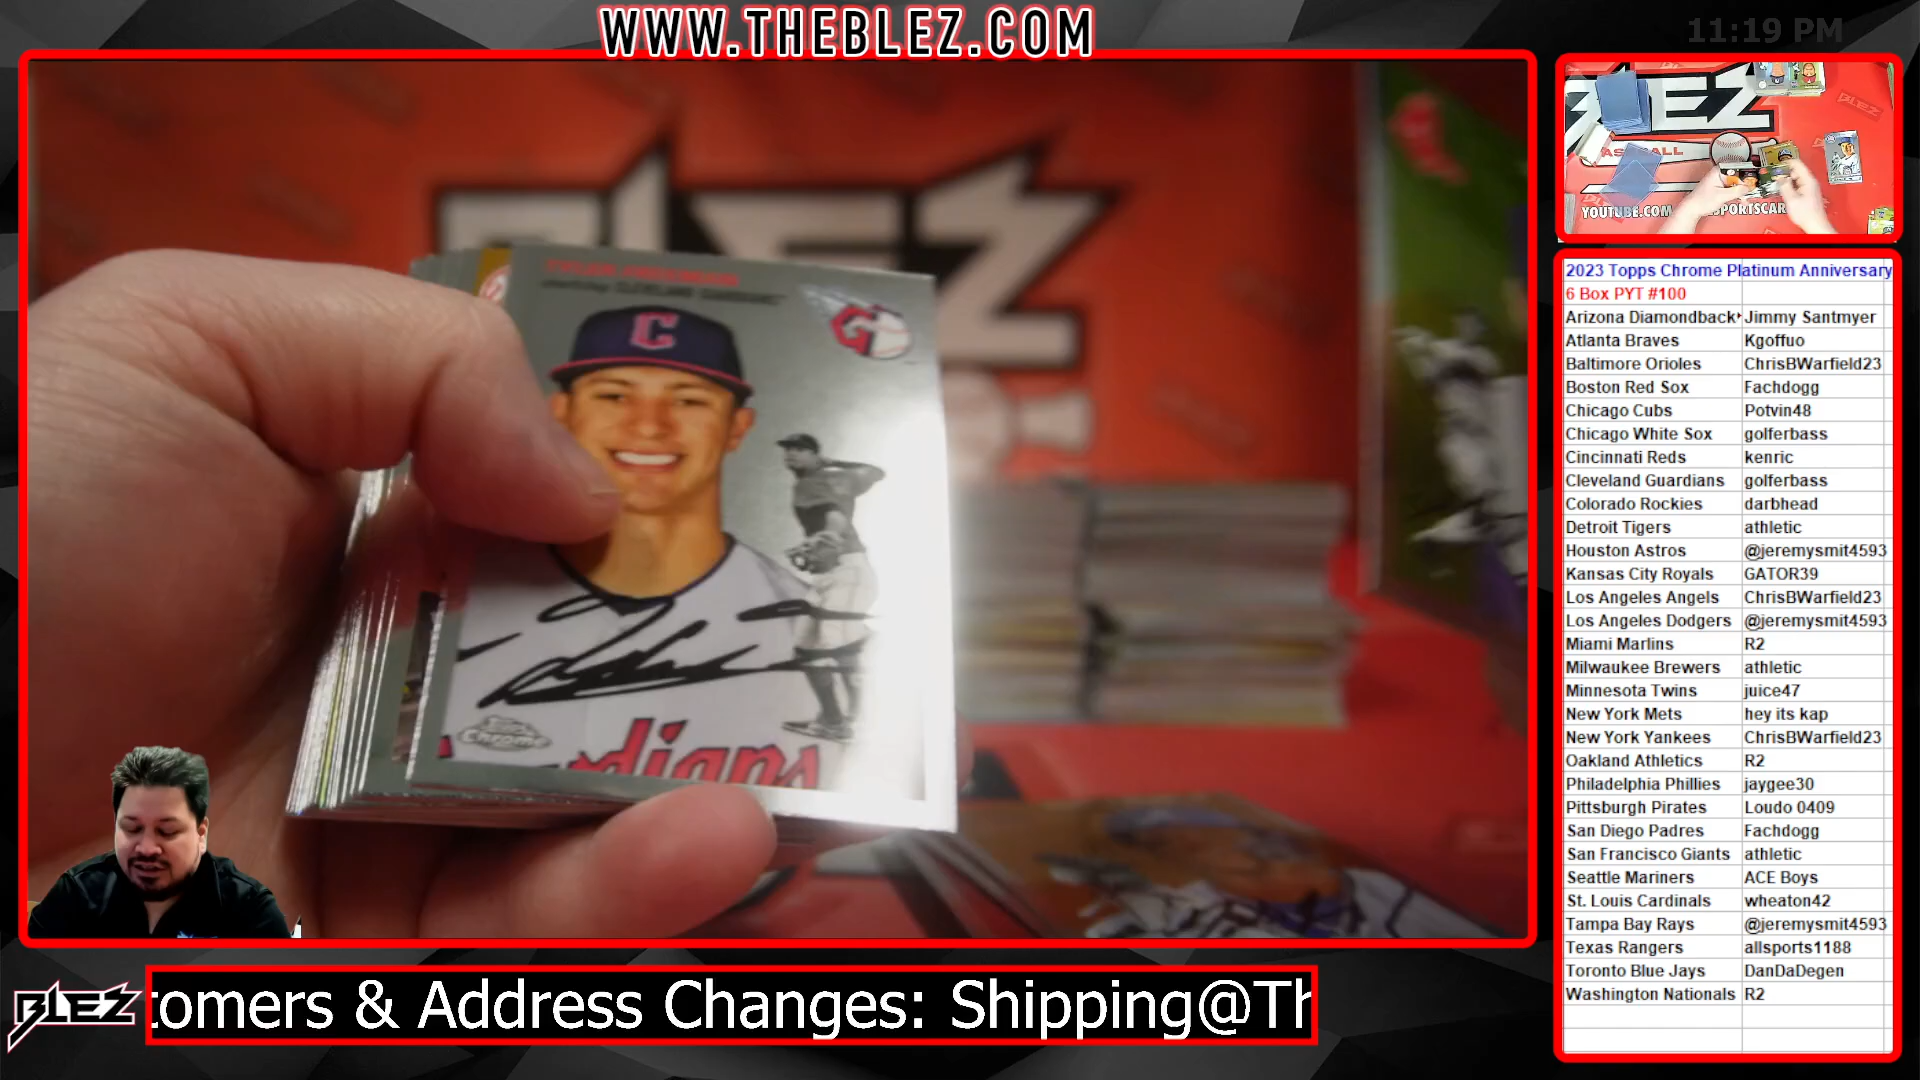 WWW.THEBLEZ.COM
11:19 PM
BLEZ
C
G
Chrome
EZ
BLEZ
YOUTUBE.COM
2023 Topps Chrome Platinum Anniversary
6 Box PYT #100
Arizona Diamondback Jimmy Santmyer
Atlanta Braves Kgoffuo
Baltimore Orioles ChrisBWarfield23
Boston Red Sox Fachdogg
Chicago Cubs Potvin48
Chicago White Sox golferbass
Cincinnati Reds kenric
Cleveland Guardians golferbass
Colorado Rockies darbhead
Detroit Tigers athletic
Houston Astros @jeremysmit4593
Kansas City Royals GATOR39
Los Angeles Angels ChrisBWarfield23
Los Angeles Dodgers @jeremysmit4593
Miami Marlins R2
Milwaukee Brewers athletic
Minnesota Twins juice47
New York Mets hey its kap
New York Yankees ChrisBWarfield23
Oakland Athletics R2
Philadelphia Phillies jaygee30
Pittsburgh Pirates Loudo 0409
San Diego Padres Fachdogg
San Francisco Giants athletic
Seattle Mariners ACE Boys
St. Louis Cardinals wheaton42
Tampa Bay Rays @jeremysmit4593
Texas Rangers allsports1188
Toronto Blue Jays DanDaDegen
Washington Nationals R2
BLEZ
tomers & Address Changes: Shipping@Th